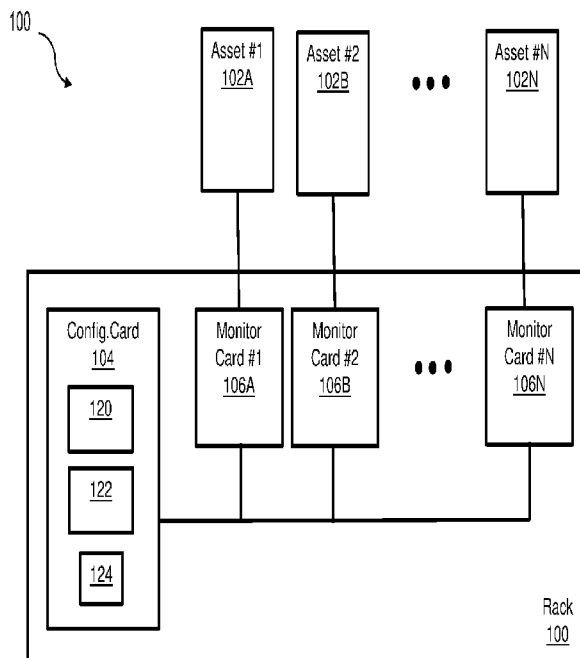 100
Asset #1
102A
Asset #2
102B
Asset #N
102N
Config.Card
104
120
122
124
Monitor
Card #1
106A
Monitor
Card #2
106B
Monitor
Card #N
106N
Rack
100